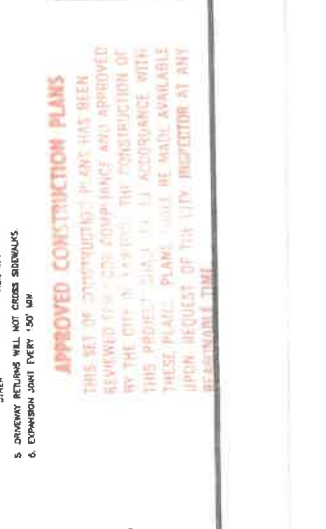 5. DRIVEWAY RETURNS WILL NOT CROSS SIDEWALKS.
6. EXPANSION JOINT EVERY 150' MIN.
APPROVED CONSTRUCTION PLANS
THIS SET OF CONSTRUCTION PLANS HAS BEEN
REVIEWED FOR COMPLIANCE AND APPROVED
BY THE CITY OF THE CONSTRUCTION OF
THIS PROJECT SHALL BE IN ACCORDANCE WITH
THESE PLANS. PLANS SHALL BE MADE AVAILABLE
UPON REQUEST OF THE CITY INSPECTOR AT ANY
REASONABLE TIME